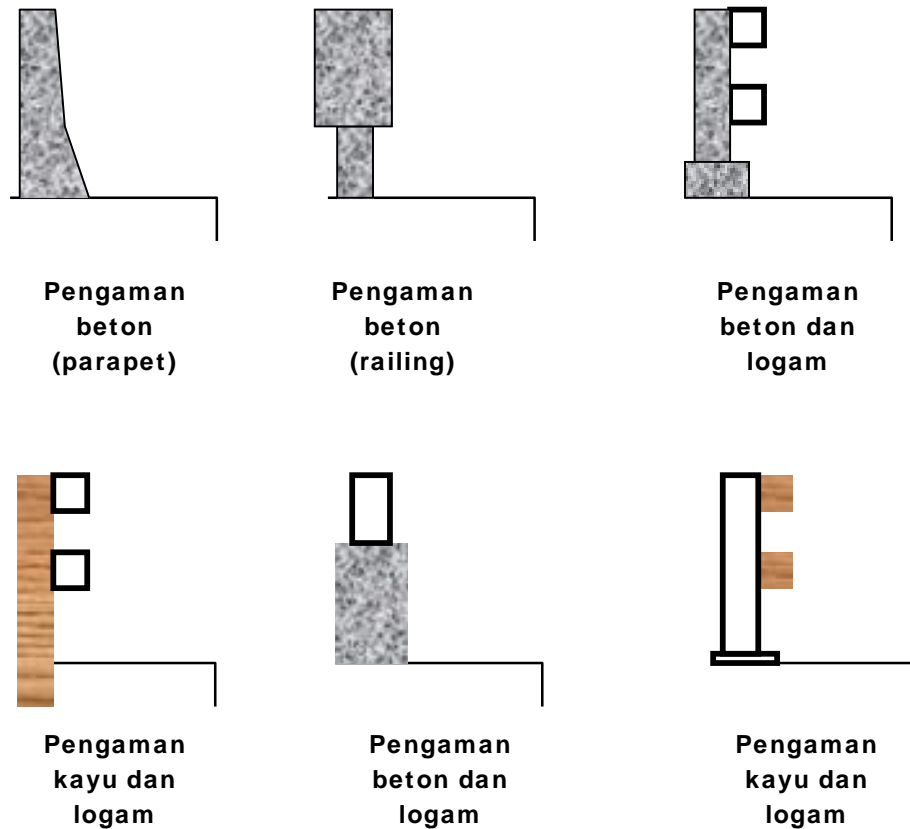 Pengaman
beton
(parapet)
Pengaman
beton
(railing)
Pengaman
beton dan
logam
Pengaman
kayu dan
logam
Pengaman
beton dan
logam
Pengaman
kayu dan
logam